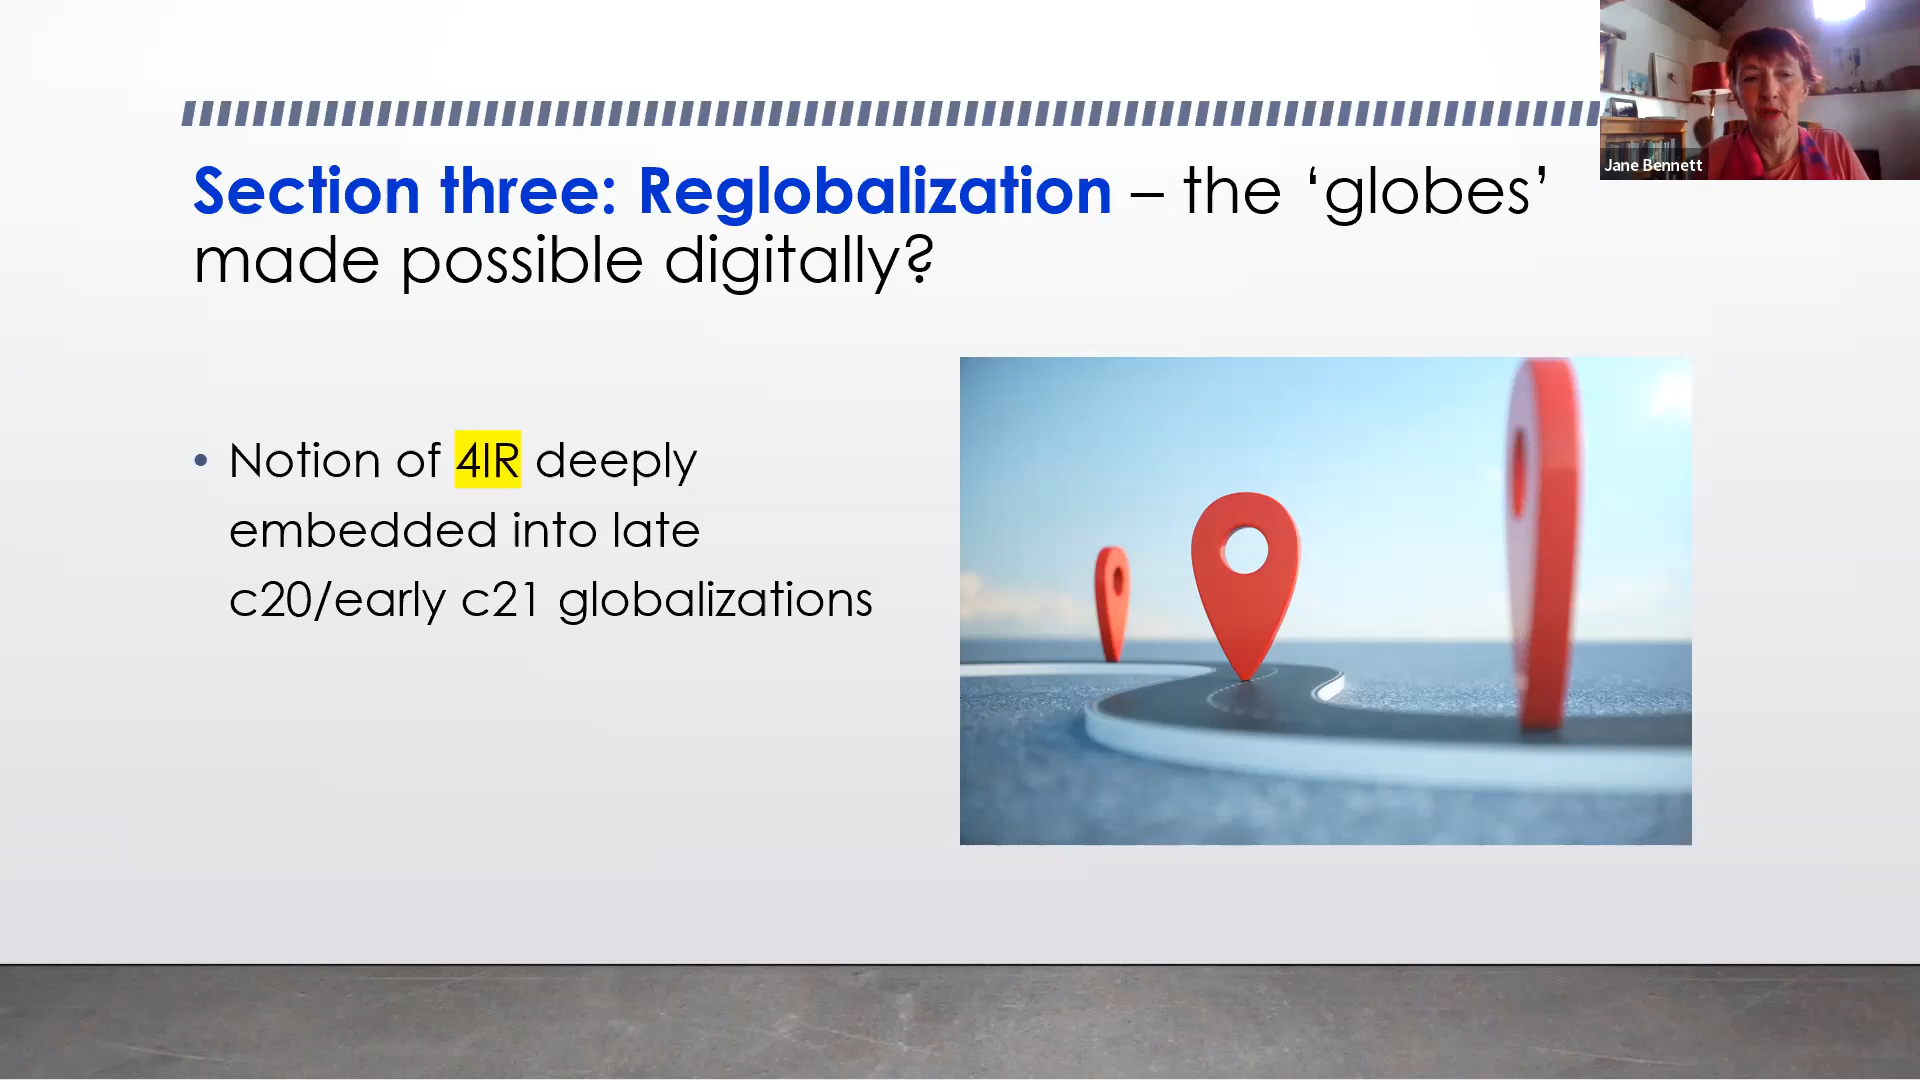 Jane Bennett
Section three: Reglobalization – the ‘globes’
made possible digitally?
• Notion of 4IR deeply
embedded into late
c20/early c21 globalizations